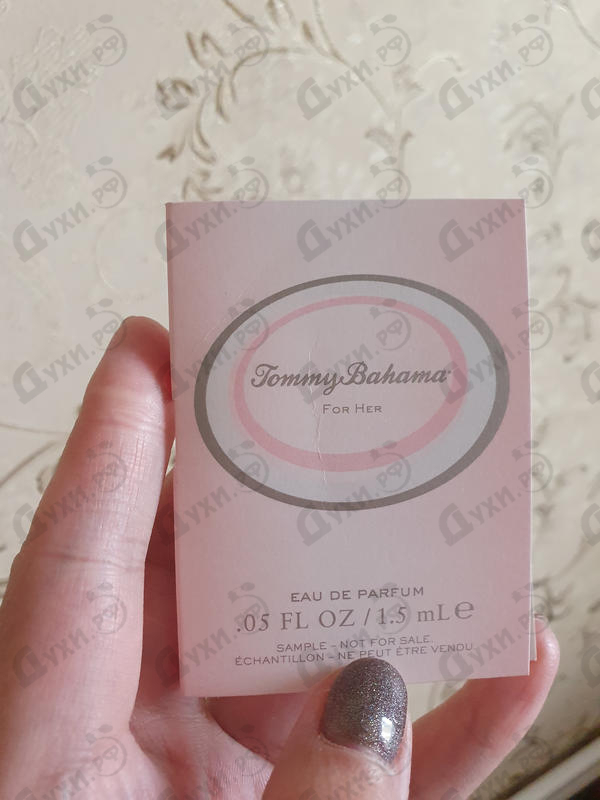 Tommy Bahama
FOR HER
EAU DE PARFUM
.05 FL OZ / 1.5 mL e
SAMPLE – NOT FOR SALE.
ÉCHANTILLON – NE PEUT ÊTRE VENDU.
Духи.РФ